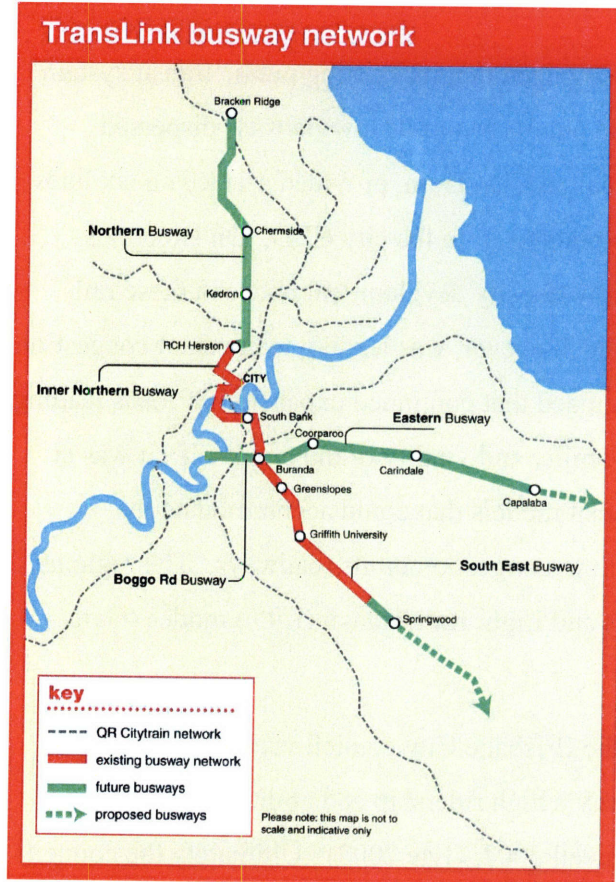 TransLink busway network
Bracken Ridge
Northern Busway
Chermside
Kedron
RCH Herston
CITY
Inner Northern Busway
South Bank
Eastern Busway
Coorparoo
Buranda
Carindale
Greenslopes
Capalaba
Griffith University
Boggo Rd Busway
South East Busway
Springwood
key
QR Citytrain network
existing busway network
future busways
proposed busways
Please note: this map is not to
scale and indicative only